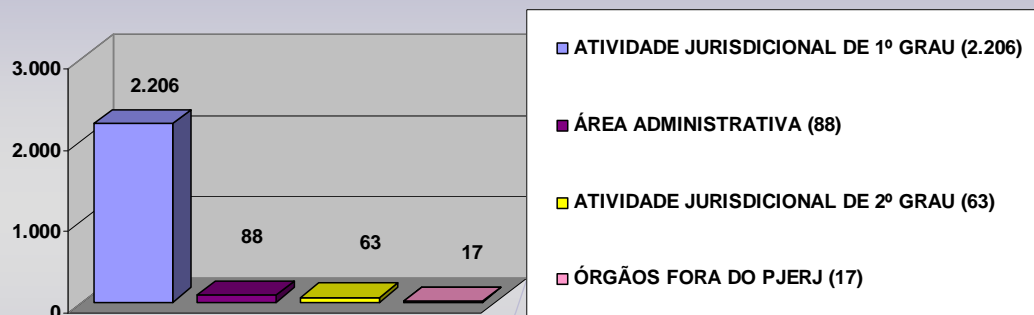 3.000
2.000
1.000
0
2.206
88
63
17
ATIVIDADE JURISDICIONAL DE 1º GRAU (2.206)
ÁREA ADMINISTRATIVA (88)
ATIVIDADE JURISDICIONAL DE 2º GRAU (63)
ÓRGÃOS FORA DO PJERJ (17)